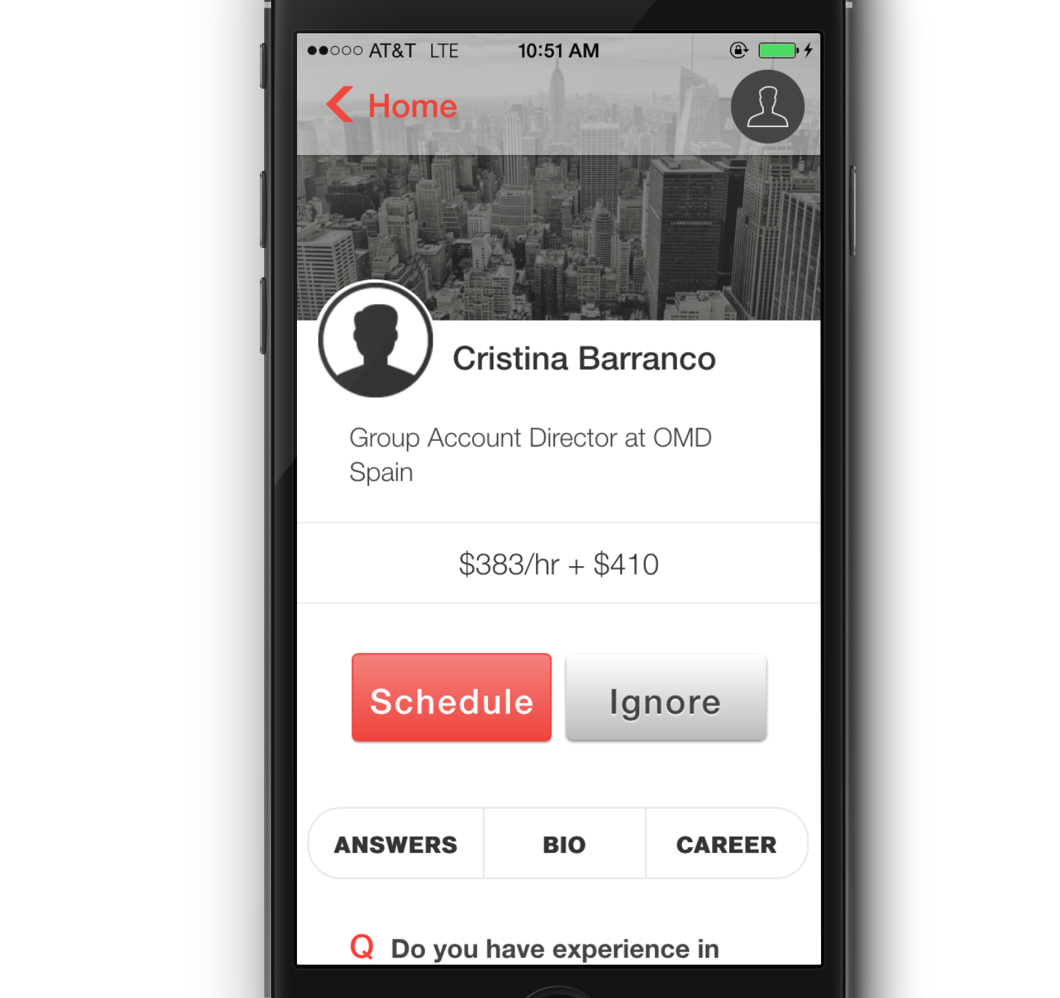 AT&T LTE 10:51 AM
Home
Cristina Barranco
Group Account Director at OMD
Spain
$383/hr + $410
Schedule Ignore
ANSWERS BIO CAREER
Q Do you have experience in